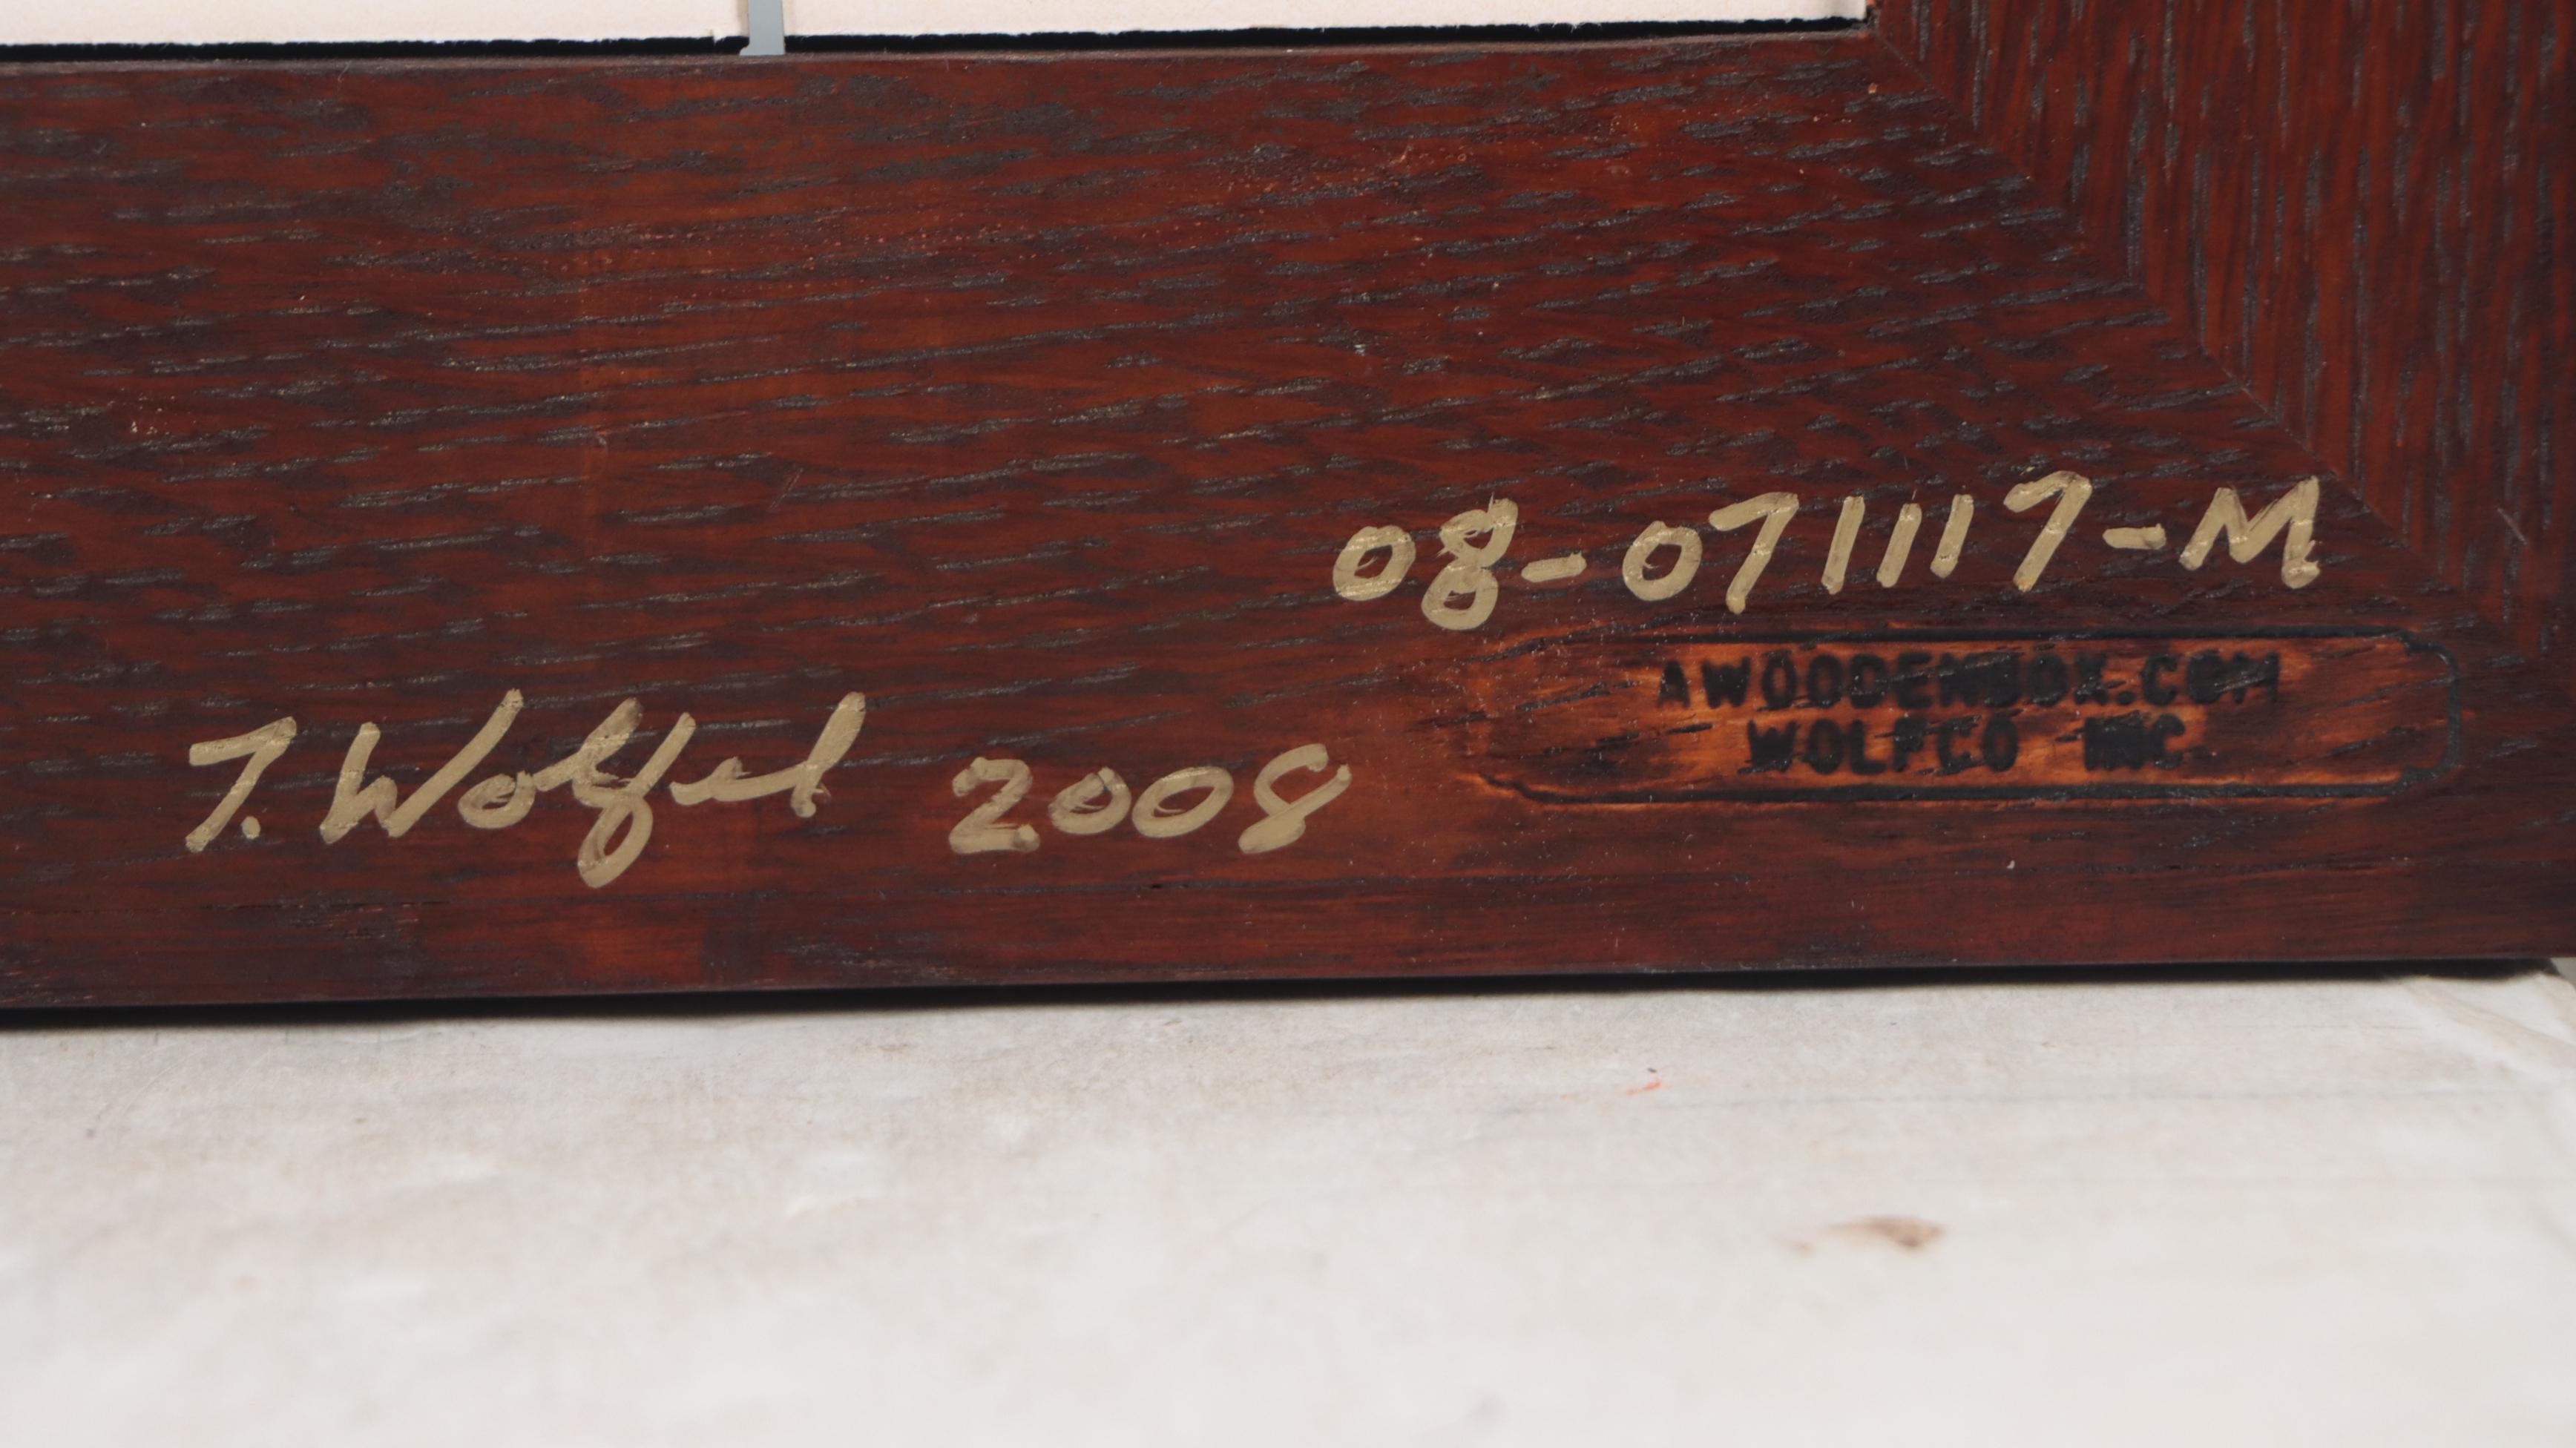 08-071117-M
AWOODENBOX.COM
WOLFCO INC
T. Wolfel 2008